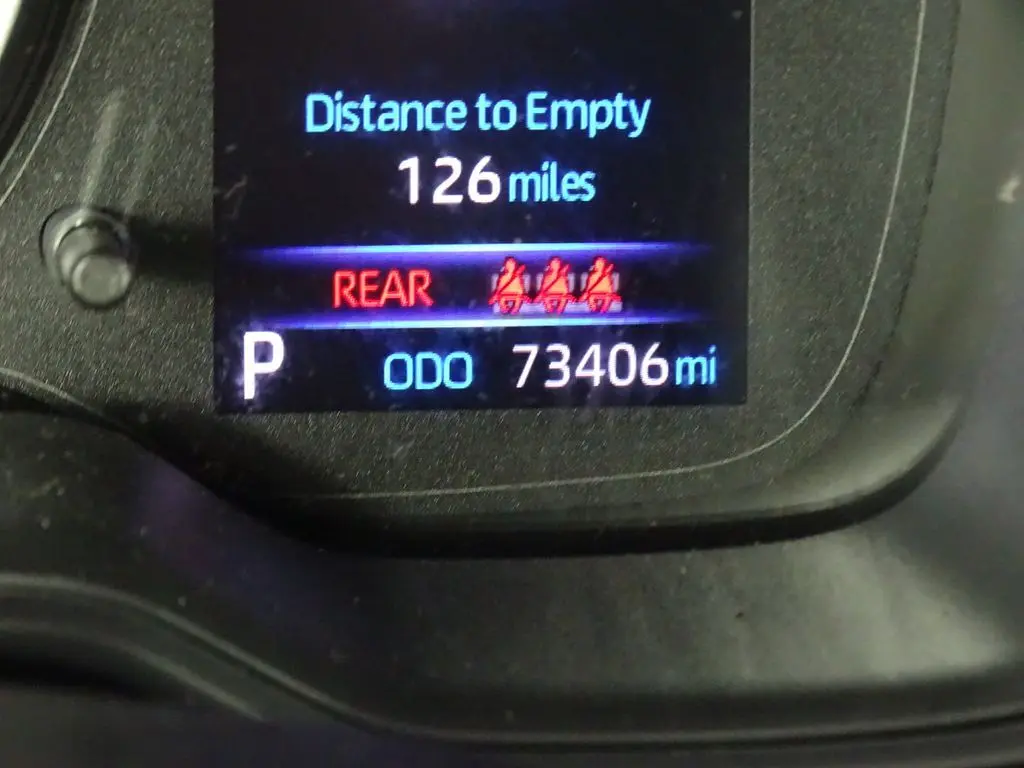 Distance to Empty
126 miles
REAR
P ODO 73406 mi